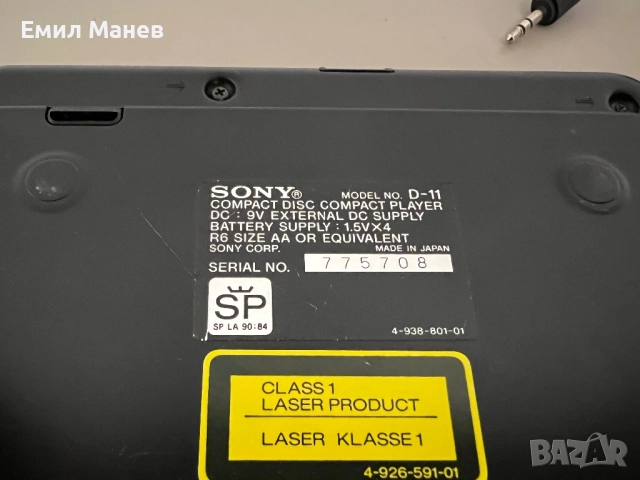 Емил Манев
SONY® MODEL NO. D-11
COMPACT DISC COMPACT PLAYER
DC : 9V EXTERNAL DC SUPPLY
BATTERY SUPPLY : 1.5V×4
R6 SIZE AA OR EQUIVALENT
SONY CORP. MADE IN JAPAN
SERIAL NO. 775708
SP
SP LA 90:84
4-938-801-01
CLASS 1
LASER PRODUCT
LASER KLASSE 1
4-926-591-01
BAZAR